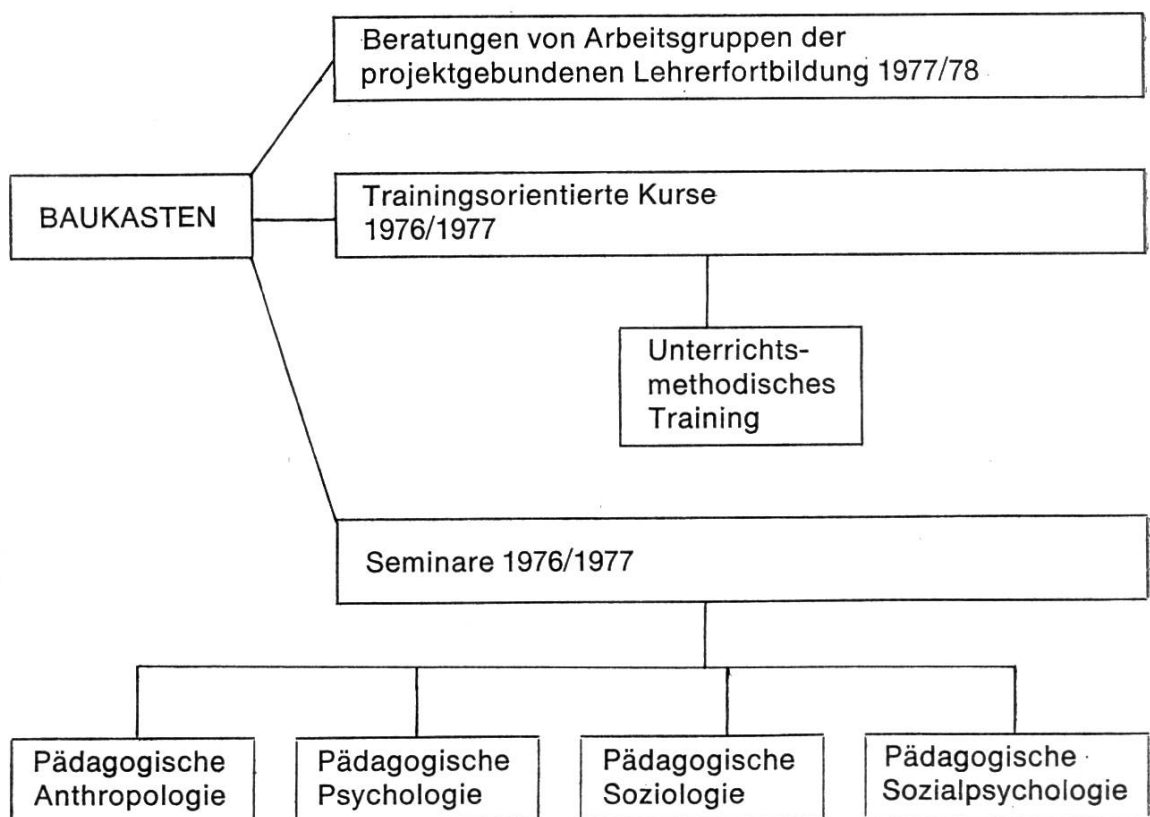 Beratungen von Arbeitsgruppen der
projektgebundenen Lehrerfortbildung 1977/78
BAUKASTEN
Trainingsorientierte Kurse
1976/1977
Unterrichts-
methodisches
Training
Seminare 1976/1977
Pädagogische
Anthropologie
Pädagogische
Psychologie
Pädagogische
Soziologie
Pädagogische
Sozialpsychologie